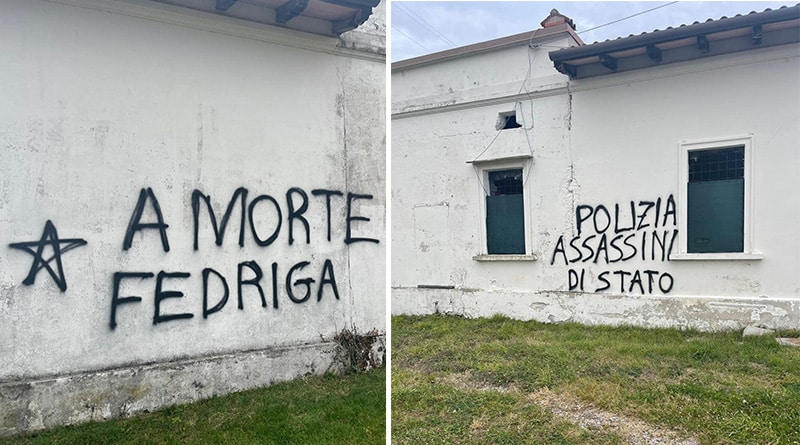 A MORTE
FEDRIGA
POLIZIA
ASSASSINI
DI STATO